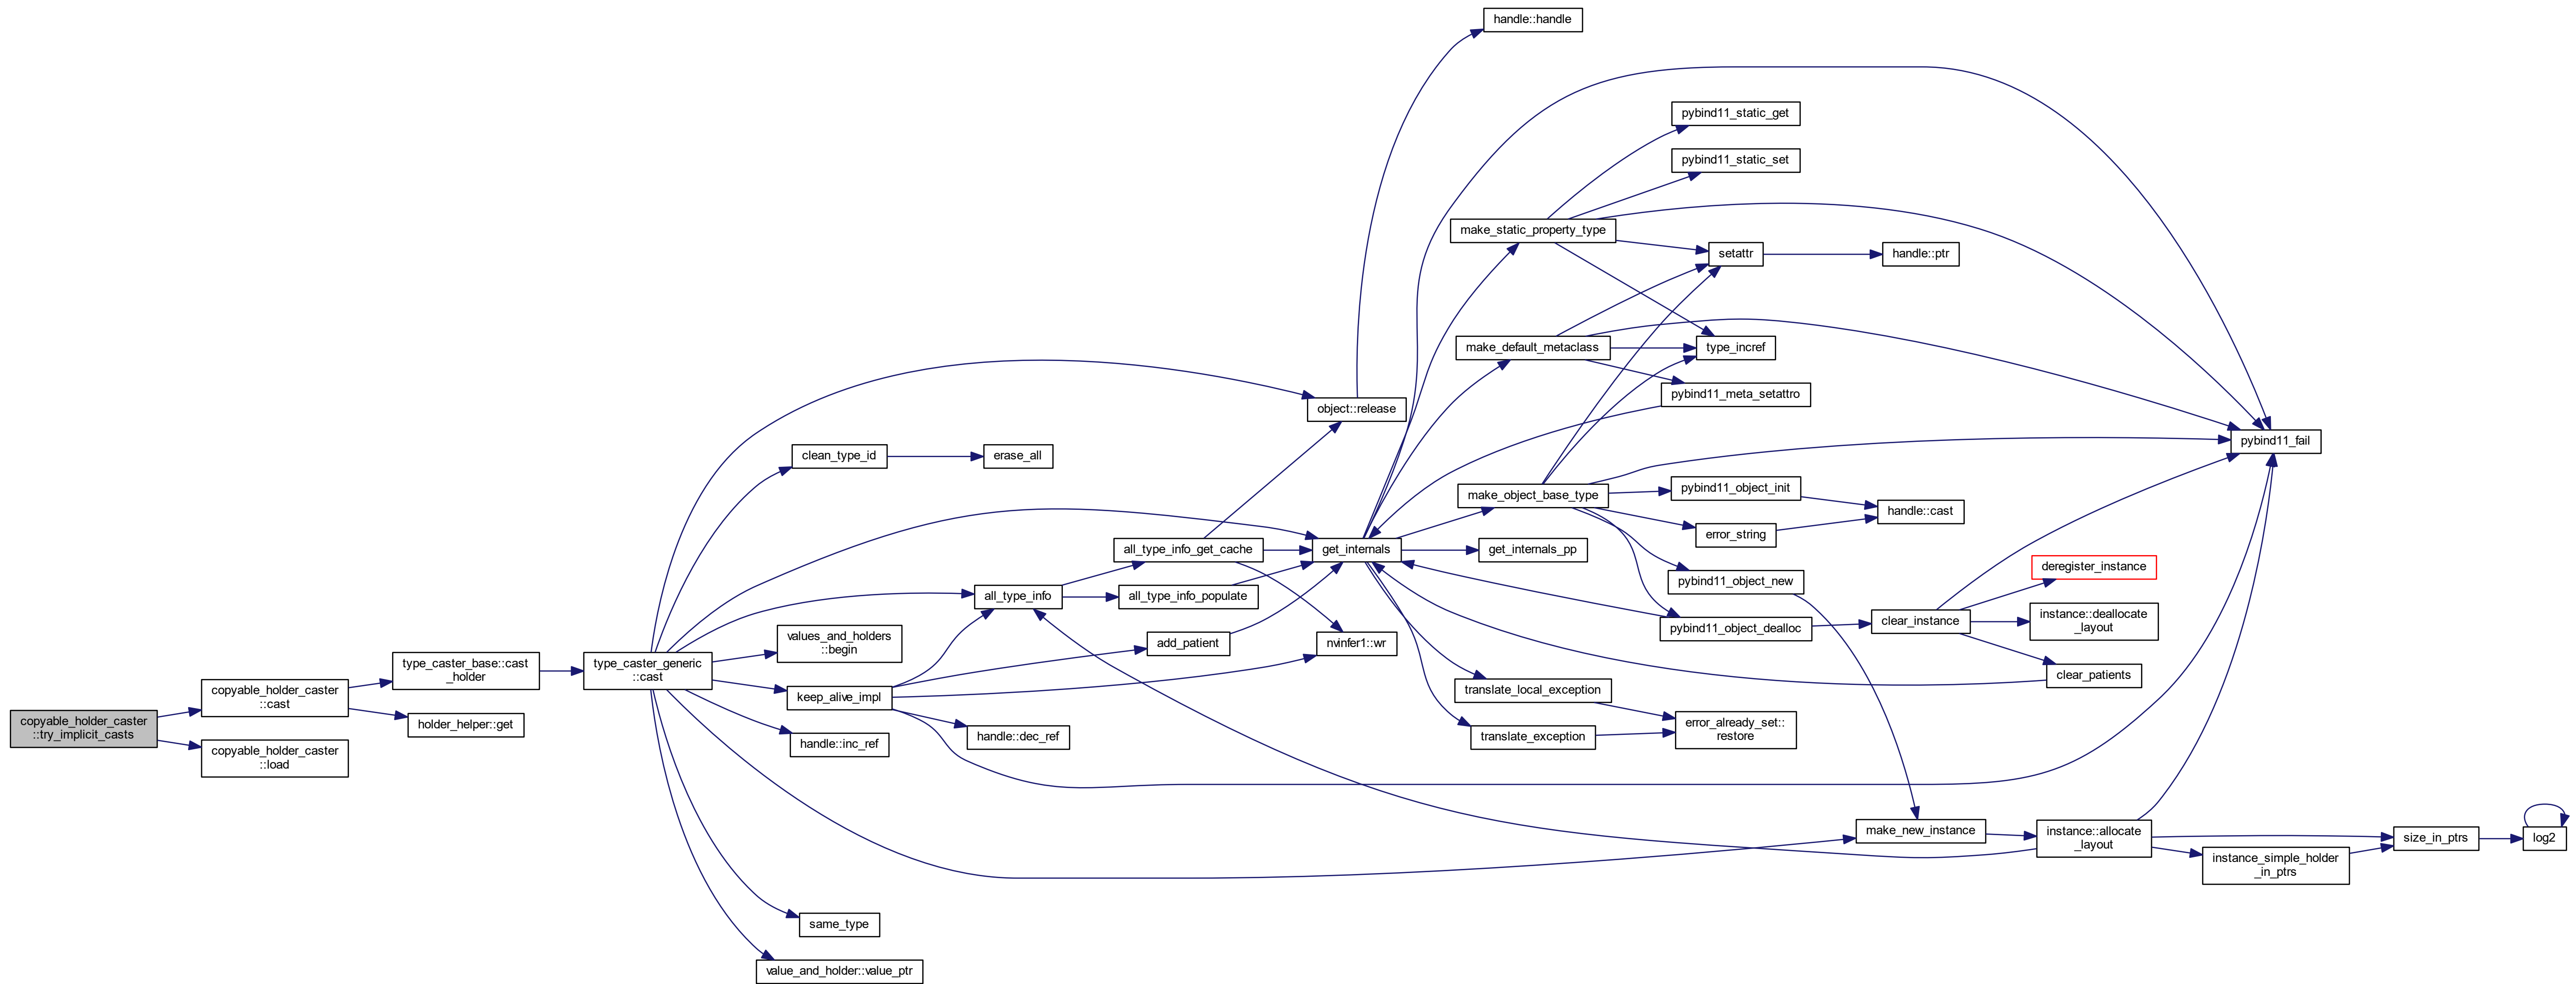 copyable_holder_caster
::try_implicit_casts
copyable_holder_caster
::cast
copyable_holder_caster
::load
type_caster_base::cast
_holder
holder_helper::get
type_caster_generic
::cast
clean_type_id
values_and_holders
::begin
keep_alive_impl
handle::inc_ref
same_type
value_and_holder::value_ptr
erase_all
all_type_info
handle::dec_ref
all_type_info_get_cache
all_type_info_populate
add_patient
object::release
get_internals
nvinfer1::wr
handle::handle
make_static_property_type
make_default_metaclass
make_object_base_type
get_internals_pp
translate_local_exception
translate_exception
pybind11_static_get
pybind11_static_set
setattr
type_incref
pybind11_meta_setattro
pybind11_object_init
error_string
pybind11_object_new
pybind11_object_dealloc
error_already_set::
restore
handle::ptr
handle::cast
clear_instance
make_new_instance
deregister_instance
instance::deallocate
_layout
clear_patients
instance::allocate
_layout
pybind11_fail
instance_simple_holder
_in_ptrs
size_in_ptrs
log2